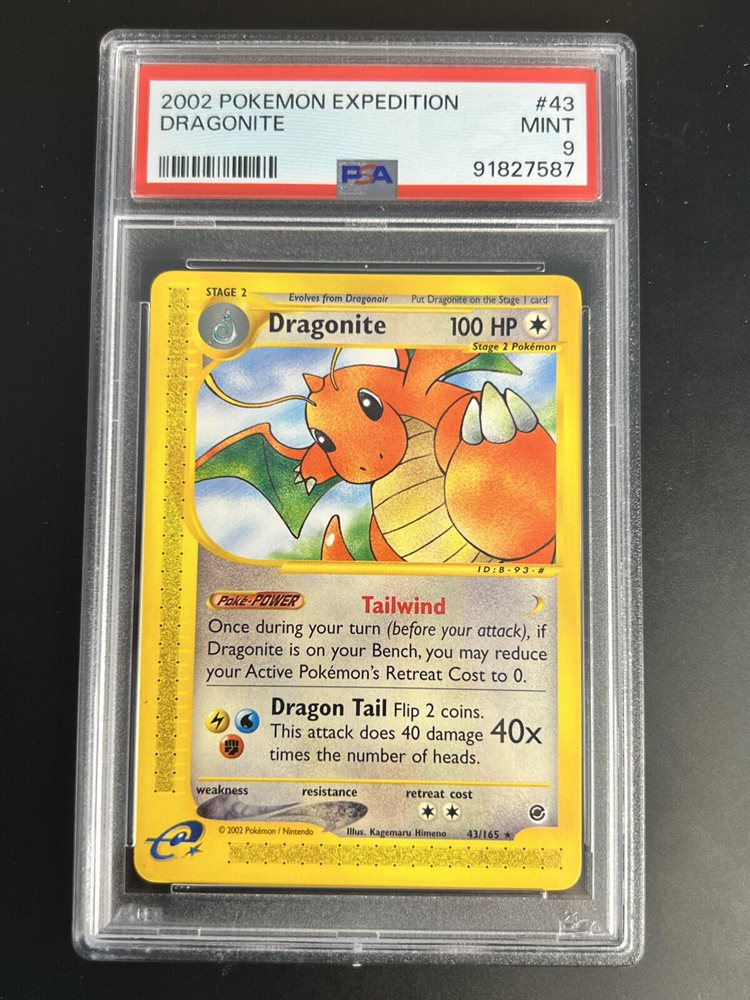 2002 POKEMON EXPEDITION #43
DRAGONITE MINT
9
PSA 91827587
STAGE 2 Evolves from Dragonair Put Dragonite on the Stage 1 card
Dragonite 100 HP
Stage 2 Pokémon
ID:B-93-#
Poké-POWER Tailwind
Once during your turn (before your attack), if
Dragonite is on your Bench, you may reduce
your Active Pokémon's Retreat Cost to 0.
Dragon Tail Flip 2 coins.
This attack does 40 damage 40x
times the number of heads.
weakness resistance retreat cost
© 2002 Pokémon / Nintendo Illus. Kagemaru Himeno 43/165 ★
e